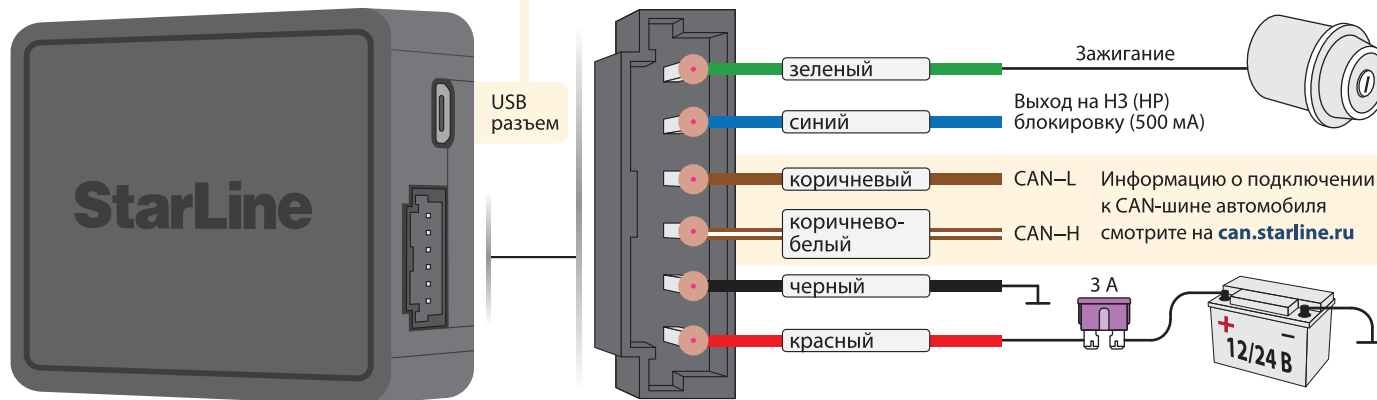 StarLine
USB
разъем
зеленый
Зажигание
синий
Выход на НЗ (НР)
блокировку (500 мА)
коричневый
CAN–L
коричнево-
белый
CAN–H
Информацию о подключении
к CAN-шине автомобиля
смотрите на can.starline.ru
черный
3 А
красный
+ –
12/24 В